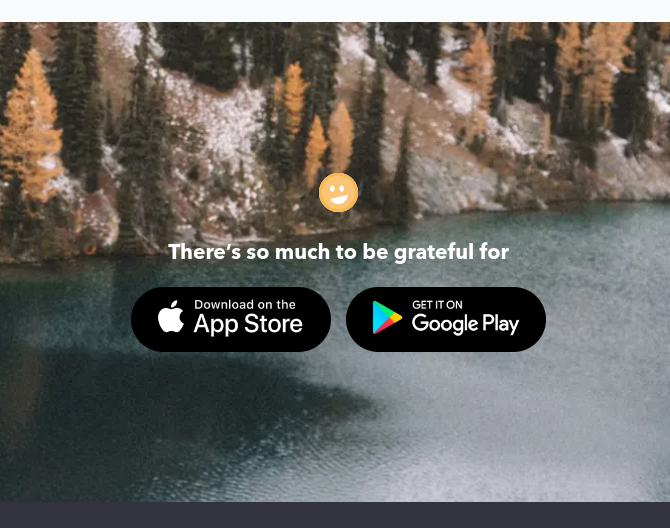 There's so much to be grateful for
Download on the
App Store
GET IT ON
Google Play